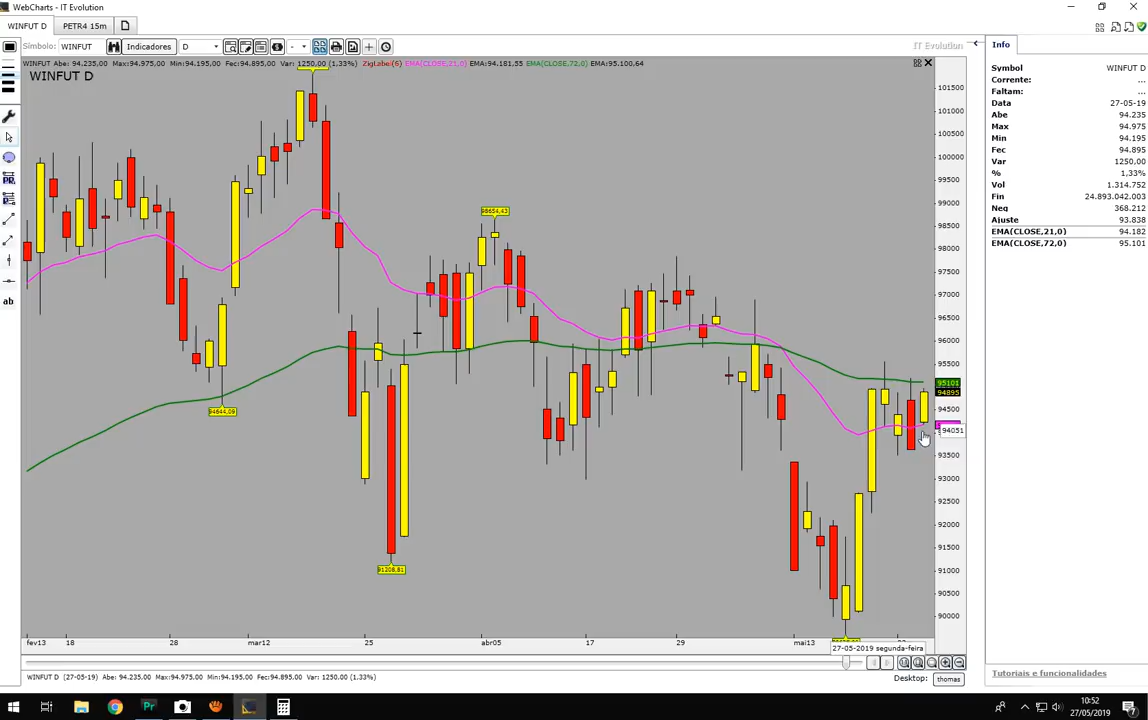 WebCharts - IT Evolution
WINFUT D
PETR4 15m
Símbolo:
WINFUT
Indicadores
D
IT Evolution
WINFUT Abe: 94.235,00 Max=94.975,00 Min:94.195,00 Fec:94.895,00 Var: 1250.00 (1,33%) ZigLabel(6) EMA(CLOSE,21,0) EMA:94.181,55 EMA(CLOSE,72,0) EMA:95.100,64
WINFUT D
101500
101000
100500
100000
99500
99000
98500
98000
97500
97000
96500
96000
95500
95101
94895
94500
94051
93500
93000
92500
92000
91500
91000
90500
90000
98654,43
94644,09
91208,81
fev13
18
28
mar12
25
abr05
17
29
mai13
27-05-2019 segunda-feira
WINFUT D (27-05-19) Abe: 94.235,00 Max=94.975,00 Min=94.195,00 Fec=94.895,00 Var: 1250.00 (1,33%)
Desktop:
thomas
ab
Info
Symbol WINFUT D
Corrente: ...
Faltam: ...
Data 27-05-19
Abe 94.235
Max 94.975
Min 94.195
Fec 94.895
Var 1250.00
% 1,33%
Vol 1.314.752
Fin 24.893.042.003
Neg 368.212
Ajuste 93.838
EMA(CLOSE,21,0) 94.182
EMA(CLOSE,72,0) 95.101
Tutoriais e funcionalidades
Pr
10:52
27/05/2019
7